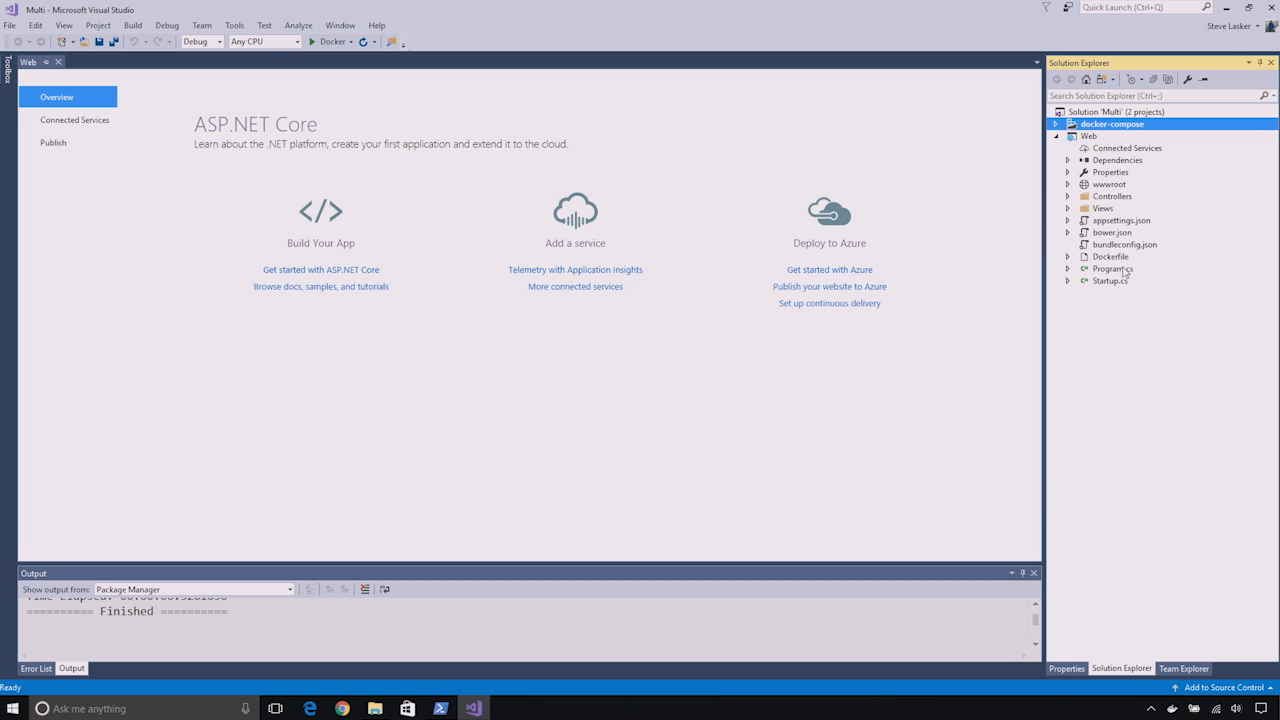 Multi - Microsoft Visual Studio
Quick Launch (Ctrl+Q)
File Edit View Project Build Debug Team Tools Test Analyze Window Help
Steve Lasker
Debug Any CPU Docker
Toolbox
Web
Overview
Connected Services
Publish
ASP.NET Core
Learn about the .NET platform, create your first application and extend it to the cloud.
Build Your App
Get started with ASP.NET Core
Browse docs, samples, and tutorials
Add a service
Telemetry with Application Insights
More connected services
Deploy to Azure
Get started with Azure
Publish your website to Azure
Set up continuous delivery
Solution Explorer
Search Solution Explorer (Ctrl+;)
Solution 'Multi' (2 projects)
docker-compose
Web
Connected Services
Dependencies
Properties
wwwroot
Controllers
Views
appsettings.json
bower.json
bundleconfig.json
Dockerfile
Program.cs
Startup.cs
Output
Show output from: Package Manager
========== Finished ==========
Error List Output
Properties Solution Explorer Team Explorer
Ready
Add to Source Control
Ask me anything